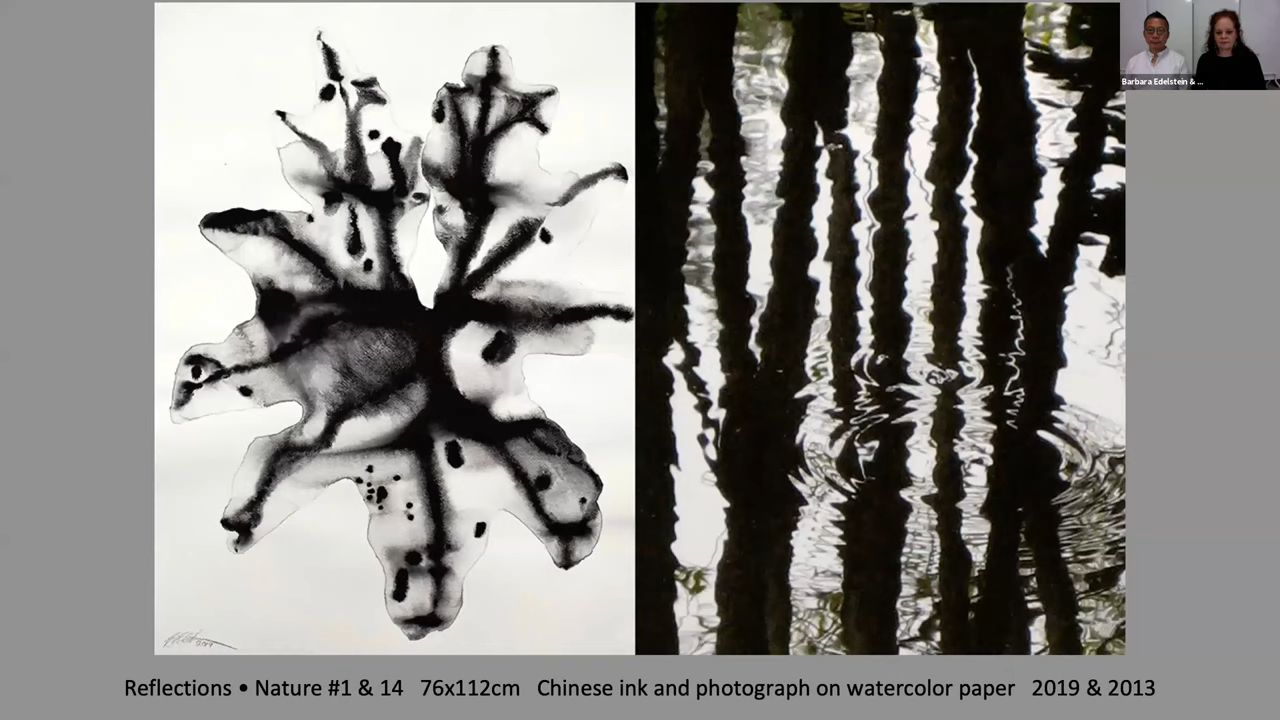 Barbara Edelstein & ...
Reflections • Nature #1 & 14 76x112cm Chinese ink and photograph on watercolor paper 2019 & 2013